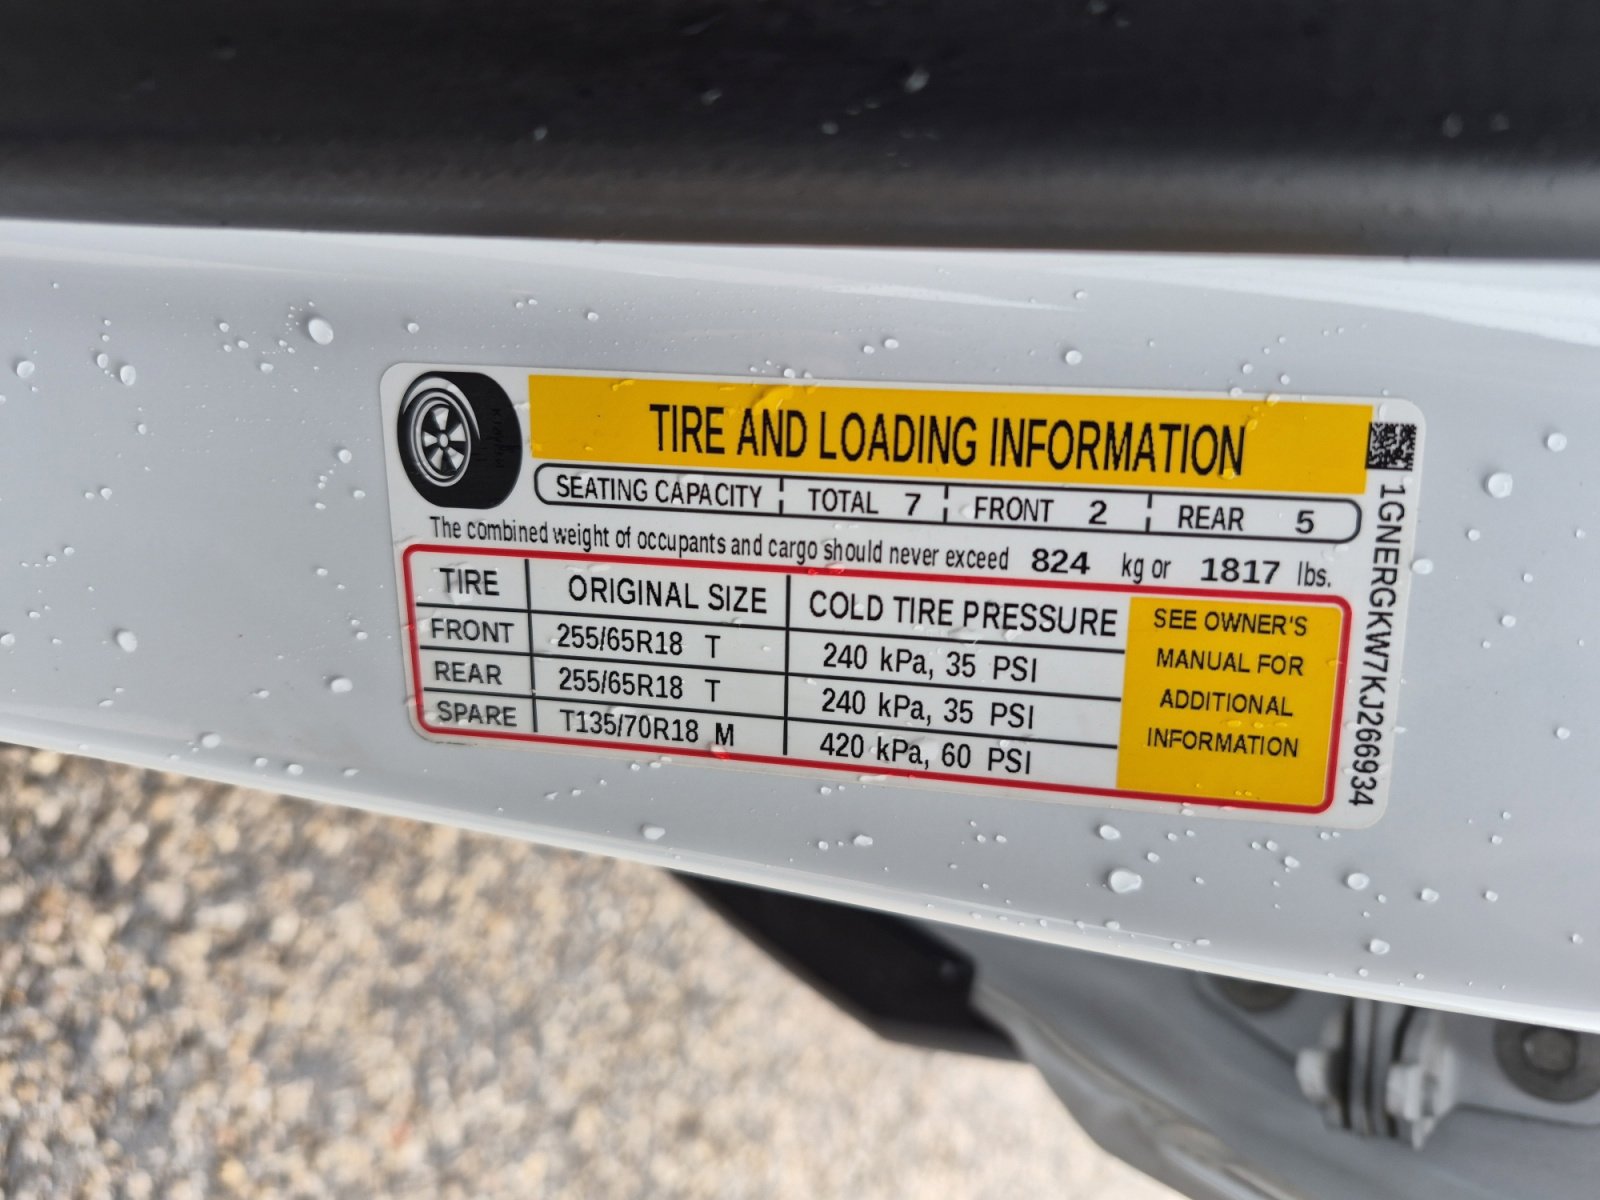 TIRE AND LOADING INFORMATION
SEATING CAPACITY TOTAL 7 FRONT 2 REAR 5
The combined weight of occupants and cargo should never exceed 824 kg or 1817 lbs.
TIRE ORIGINAL SIZE COLD TIRE PRESSURE
FRONT 255/65R18 T 240 kPa, 35 PSI
REAR 255/65R18 T 240 kPa, 35 PSI
SPARE T135/70R18 M 420 kPa, 60 PSI
SEE OWNER'S
MANUAL FOR
ADDITIONAL
INFORMATION
1GNERGKW7KJ266934